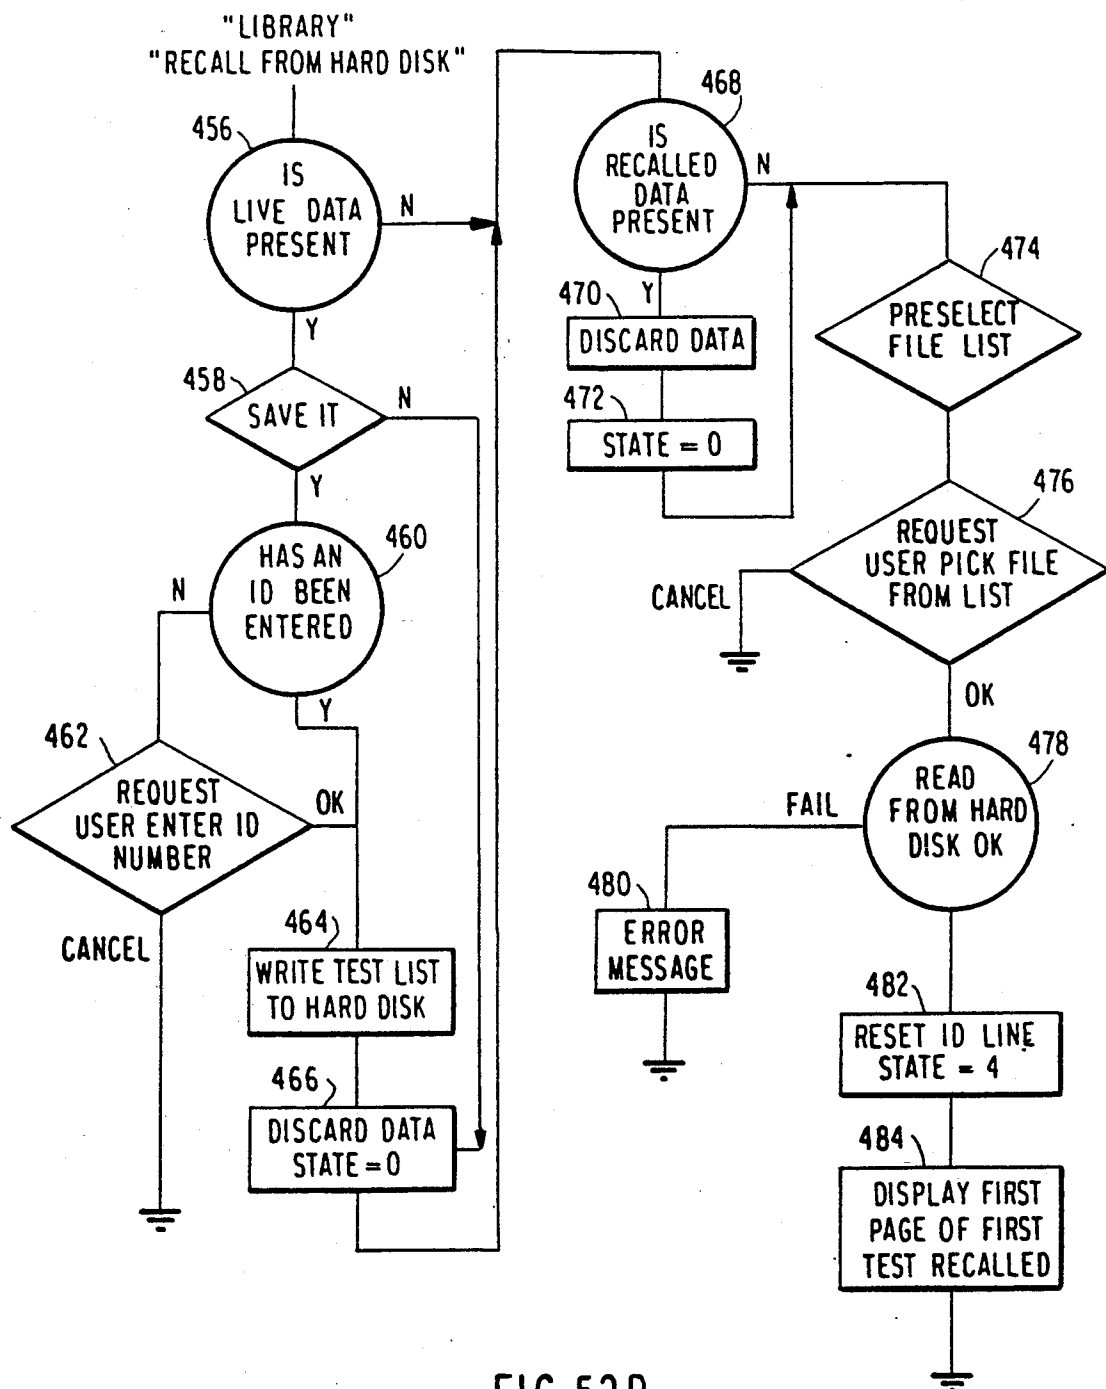 "LIBRARY"
"RECALL FROM HARD DISK"
456
IS
LIVE DATA
PRESENT
N
Y
458
SAVE IT
N
Y
460
HAS AN
ID BEEN
ENTERED
N
Y
462
REQUEST
USER ENTER ID
NUMBER
OK
CANCEL
464
WRITE TEST LIST
TO HARD DISK
466
DISCARD DATA
STATE = 0
468
IS
RECALLED
DATA
PRESENT
N
Y
470
DISCARD DATA
472
STATE = 0
474
PRESELECT
FILE LIST
476
REQUEST
USER PICK FILE
FROM LIST
CANCEL
OK
478
READ
FROM HARD
DISK OK
FAIL
480
ERROR
MESSAGE
482
RESET ID LINE
STATE = 4
484
DISPLAY FIRST
PAGE OF FIRST
TEST RECALLED